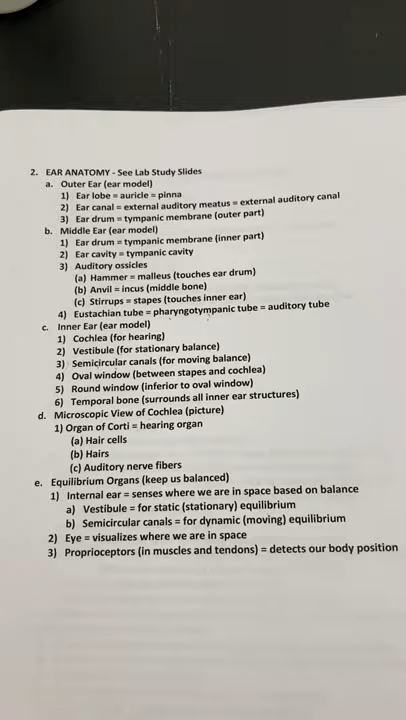 2. EAR ANATOMY - See Lab Study Slides
a. Outer Ear (ear model)
1) Ear lobe = auricle = pinna
2) Ear canal = external auditory meatus = external auditory canal
3) Ear drum = tympanic membrane (outer part)
b. Middle Ear (ear model)
1) Ear drum = tympanic membrane (inner part)
2) Ear cavity = tympanic cavity
3) Auditory ossicles
(a) Hammer = malleus (touches ear drum)
(b) Anvil = incus (middle bone)
(c) Stirrups = stapes (touches inner ear)
4) Eustachian tube = pharyngotympanic tube = auditory tube
c. Inner Ear (ear model)
1) Cochlea (for hearing)
2) Vestibule (for stationary balance)
3) Semicircular canals (for moving balance)
4) Oval window (between stapes and cochlea)
5) Round window (inferior to oval window)
6) Temporal bone (surrounds all inner ear structures)
d. Microscopic View of Cochlea (picture)
1) Organ of Corti = hearing organ
(a) Hair cells
(b) Hairs
(c) Auditory nerve fibers
e. Equilibrium Organs (keep us balanced)
1) Internal ear = senses where we are in space based on balance
a) Vestibule = for static (stationary) equilibrium
b) Semicircular canals = for dynamic (moving) equilibrium
2) Eye = visualizes where we are in space
3) Proprioceptors (in muscles and tendons) = detects our body position